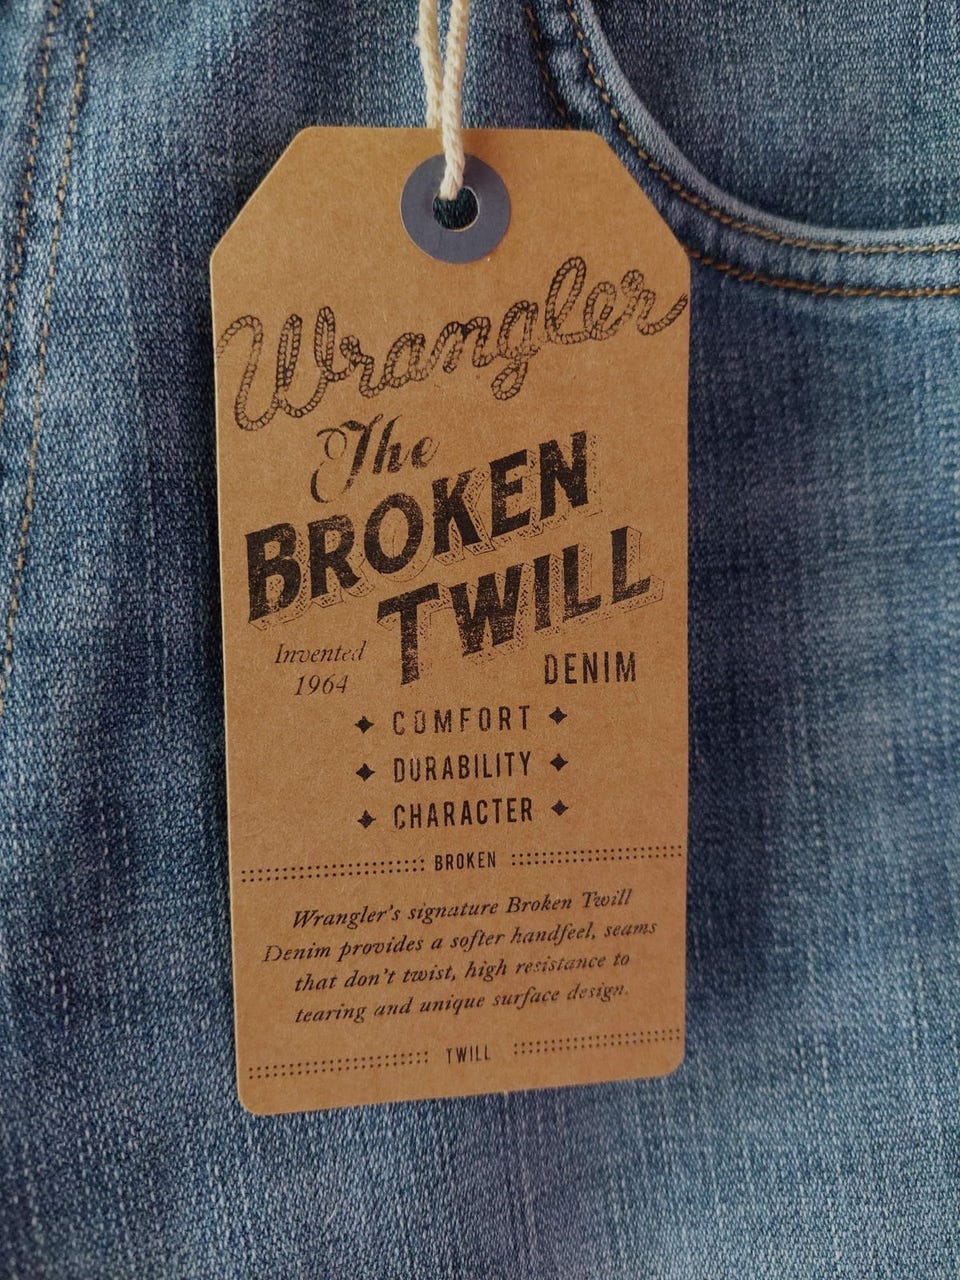 Wrangler
The
BROKEN
TWILL
Invented
1964
DENIM
✦ COMFORT ✦
✦ DURABILITY ✦
✦ CHARACTER ✦
BROKEN
Wrangler's signature Broken Twill
Denim provides a softer handfeel, seams
that don't twist, high resistance to
tearing and unique surface design.
TWILL